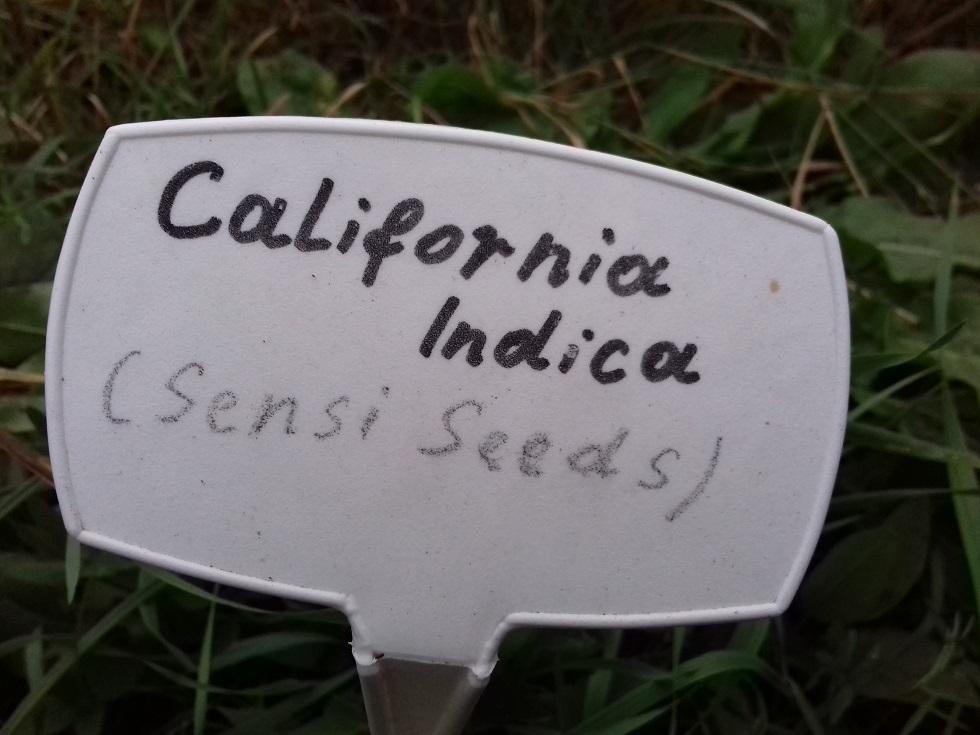 California
Indica
(Sensi Seeds)